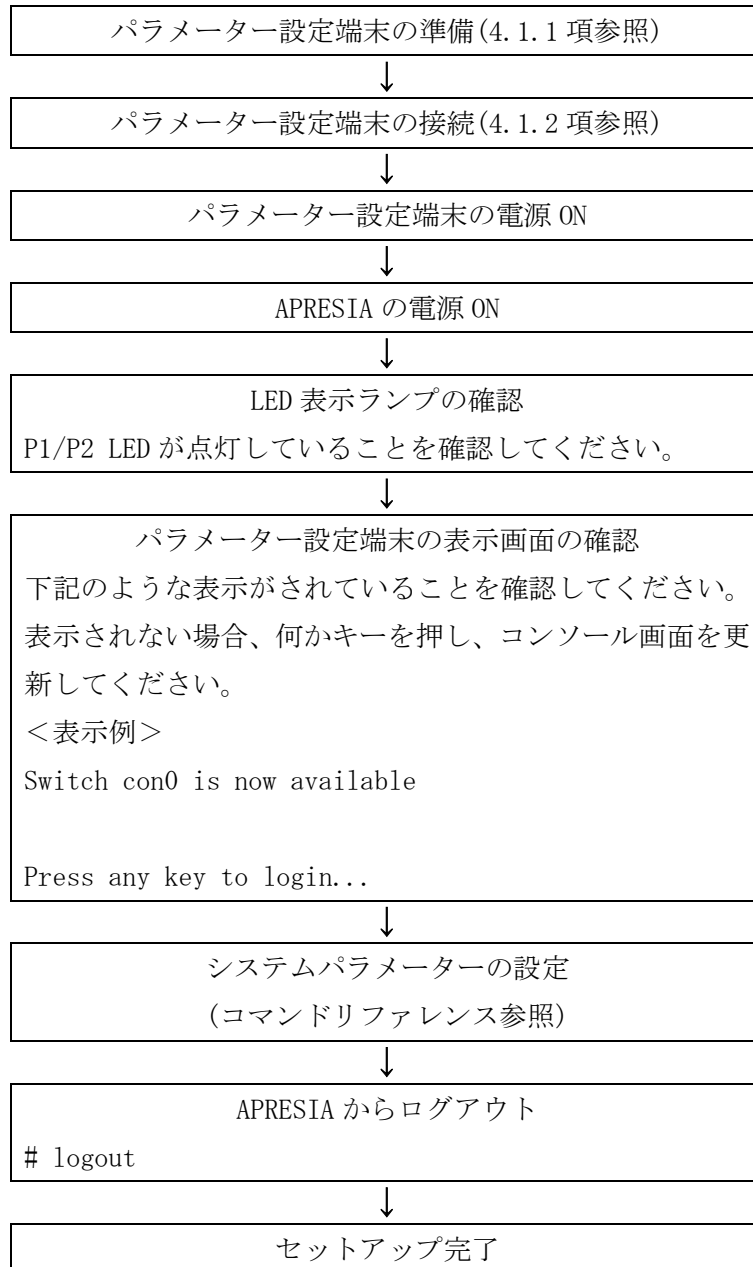 パラメーター設定端末の準備(4.1.1 項参照)
↓
パラメーター設定端末の接続(4.1.2 項参照)
↓
パラメーター設定端末の電源 ON
↓
APRESIA の電源 ON
↓
LED 表示ランプの確認
P1/P2 LED が点灯していることを確認してください。
↓
パラメーター設定端末の表示画面の確認
下記のような表示がされていることを確認してください。
表示されない場合、何かキーを押し、コンソール画面を更
新してください。
＜表示例＞
Switch con0 is now available
Press any key to login...
↓
システムパラメーターの設定
(コマンドリファレンス参照)
↓
APRESIA からログアウト
# logout
↓
セットアップ完了